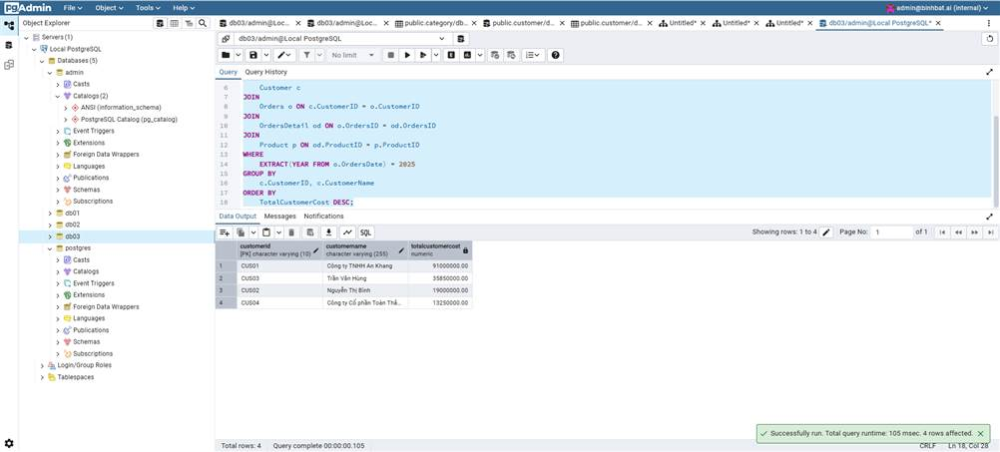 pgAdmin File Object Tools Help admin@binhbat.ai (internal)
Object Explorer
db03/admin@Loc... db03/admin@Loc... public.category/db... public.customer/d... public.customer/d... Untitled* Untitled* Untitled* db03/admin@Local PostgreSQL*
Servers (1)
Local PostgreSQL
Databases (5)
admin
Casts
Catalogs (2)
ANSI (information_schema)
PostgreSQL Catalog (pg_catalog)
Event Triggers
Extensions
Foreign Data Wrappers
Languages
Publications
Schemas
Subscriptions
db01
db02
db03
postgres
Casts
Catalogs
Event Triggers
Extensions
Foreign Data Wrappers
Languages
Publications
Schemas
Subscriptions
Login/Group Roles
Tablespaces
db03/admin@Local PostgreSQL
No limit
Query Query History
6 Customer c
7 JOIN
8 Orders o ON c.CustomerID = o.CustomerID
9 JOIN
10 OrdersDetail od ON o.OrdersID = od.OrdersID
11 JOIN
12 Product p ON od.ProductID = p.ProductID
13 WHERE
14 EXTRACT(YEAR FROM o.OrdersDate) = 2025
15 GROUP BY
16 c.CustomerID, c.CustomerName
17 ORDER BY
18 TotalCustomerCost DESC;
Data Output Messages Notifications
SQL Showing rows: 1 to 4 Page No: 1 of 1
customerid customername totalcustomercost
[PK] character varying (10) character varying (255) numeric
1 CUS01 Công ty TNHH An Khang 91000000.00
2 CUS03 Trần Văn Hùng 35850000.00
3 CUS02 Nguyễn Thị Bình 19000000.00
4 CUS04 Công ty Cổ phần Toàn Thắ... 13250000.00
Successfully run. Total query runtime: 105 msec. 4 rows affected.
Total rows: 4 Query complete 00:00:00.105 CRLF Ln 18, Col 28